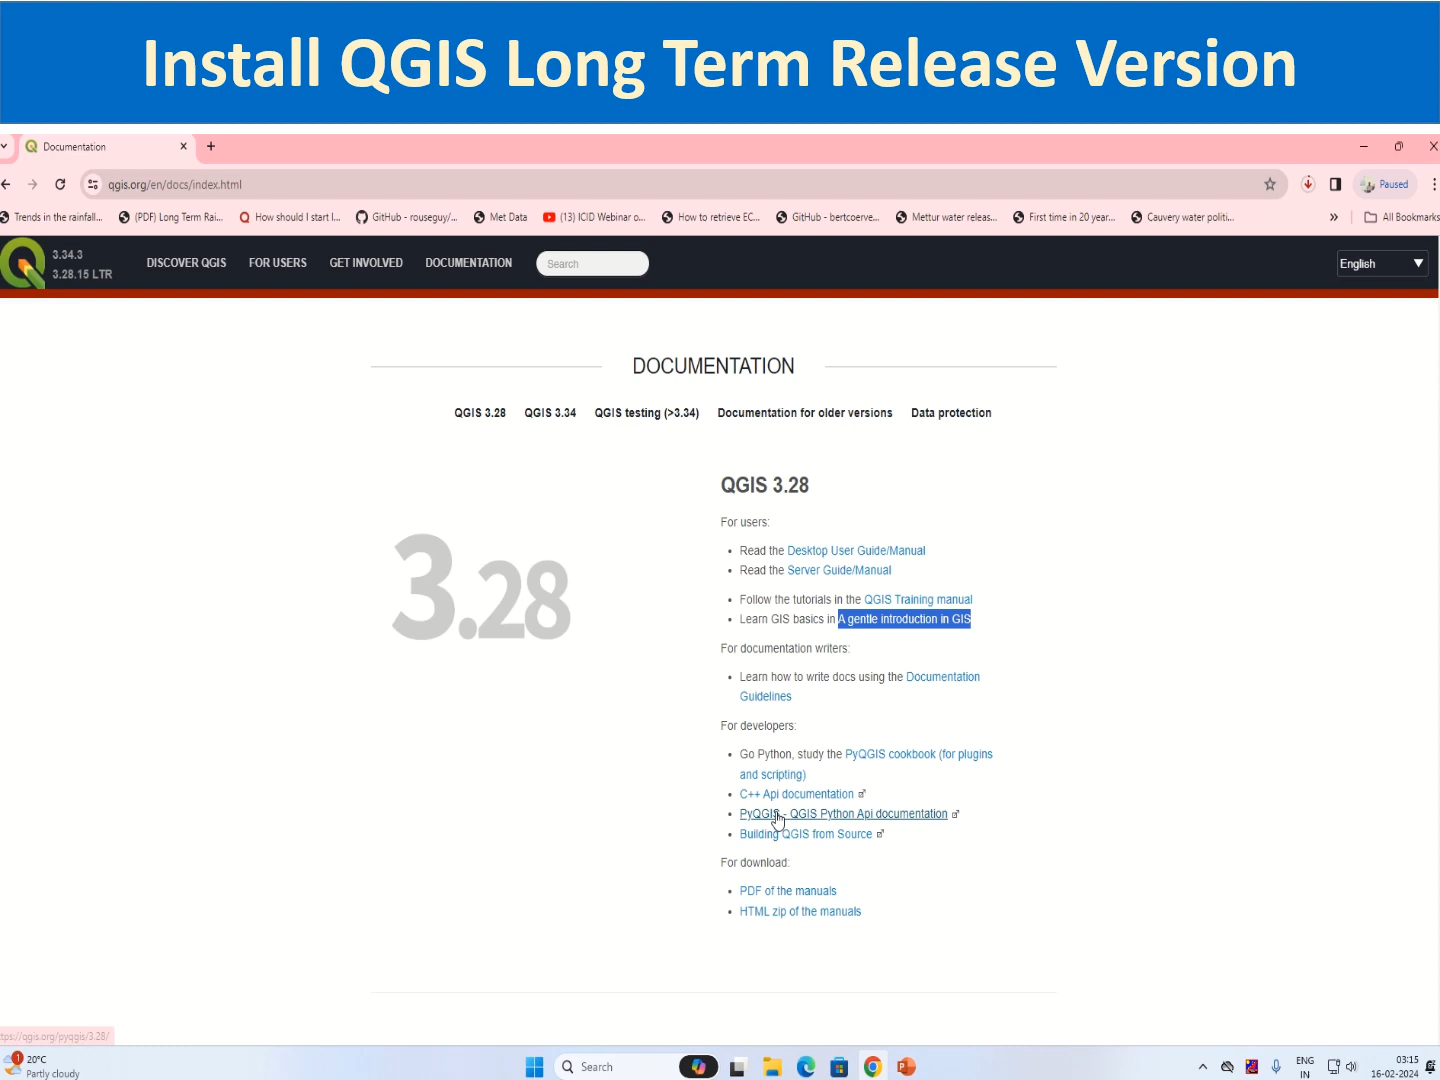 Install QGIS Long Term Release Version
Documentation
qgis.org/en/docs/index.html
Paused
Trends in the rainfall... (PDF) Long Term Rai... How should I start l... GitHub - rouseguy/... Met Data (13) ICID Webinar o... How to retrieve EC... GitHub - bertcoerve... Mettur water releas... First time in 20 year... Cauvery water politi... » All Bookmarks
3.34.3
3.28.15 LTR
DISCOVER QGIS FOR USERS GET INVOLVED DOCUMENTATION Search English
DOCUMENTATION
QGIS 3.28 QGIS 3.34 QGIS testing (>3.34) Documentation for older versions Data protection
3.28
QGIS 3.28
For users:
• Read the Desktop User Guide/Manual
• Read the Server Guide/Manual
• Follow the tutorials in the QGIS Training manual
• Learn GIS basics in A gentle introduction in GIS
For documentation writers:
• Learn how to write docs using the Documentation
Guidelines
For developers:
• Go Python, study the PyQGIS cookbook (for plugins
and scripting)
• C++ Api documentation
• PyQGIS - QGIS Python Api documentation
• Building QGIS from Source
For download:
• PDF of the manuals
• HTML zip of the manuals
ttps://qgis.org/pyqgis/3.28/
1
20°C
Partly cloudy
Search
ENG
IN
03:15
16-02-2024